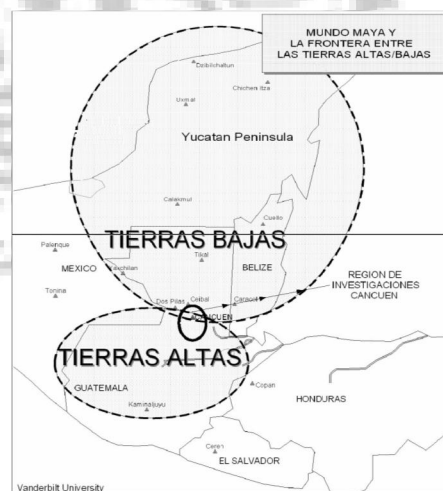 MUNDO MAYA Y
LA FRONTERA ENTRE
LAS TIERRAS ALTAS/BAJAS
Dzibilchaltun
Chichen Itza
Uxmal
Yucatan Peninsula
Calakmul
Cuello
TIERRAS BAJAS
Palenque
Tikal
MEXICO
Yaxchilan
BELIZE
REGION DE
INVESTIGACIONES
CANCUEN
Tonina
Dos Pilas
Ceibal
Caracol
CANCUEN
TIERRAS ALTAS
GUATEMALA
Copan
HONDURAS
Kaminaljuyu
Ceren
EL SALVADOR
Vanderbilt University